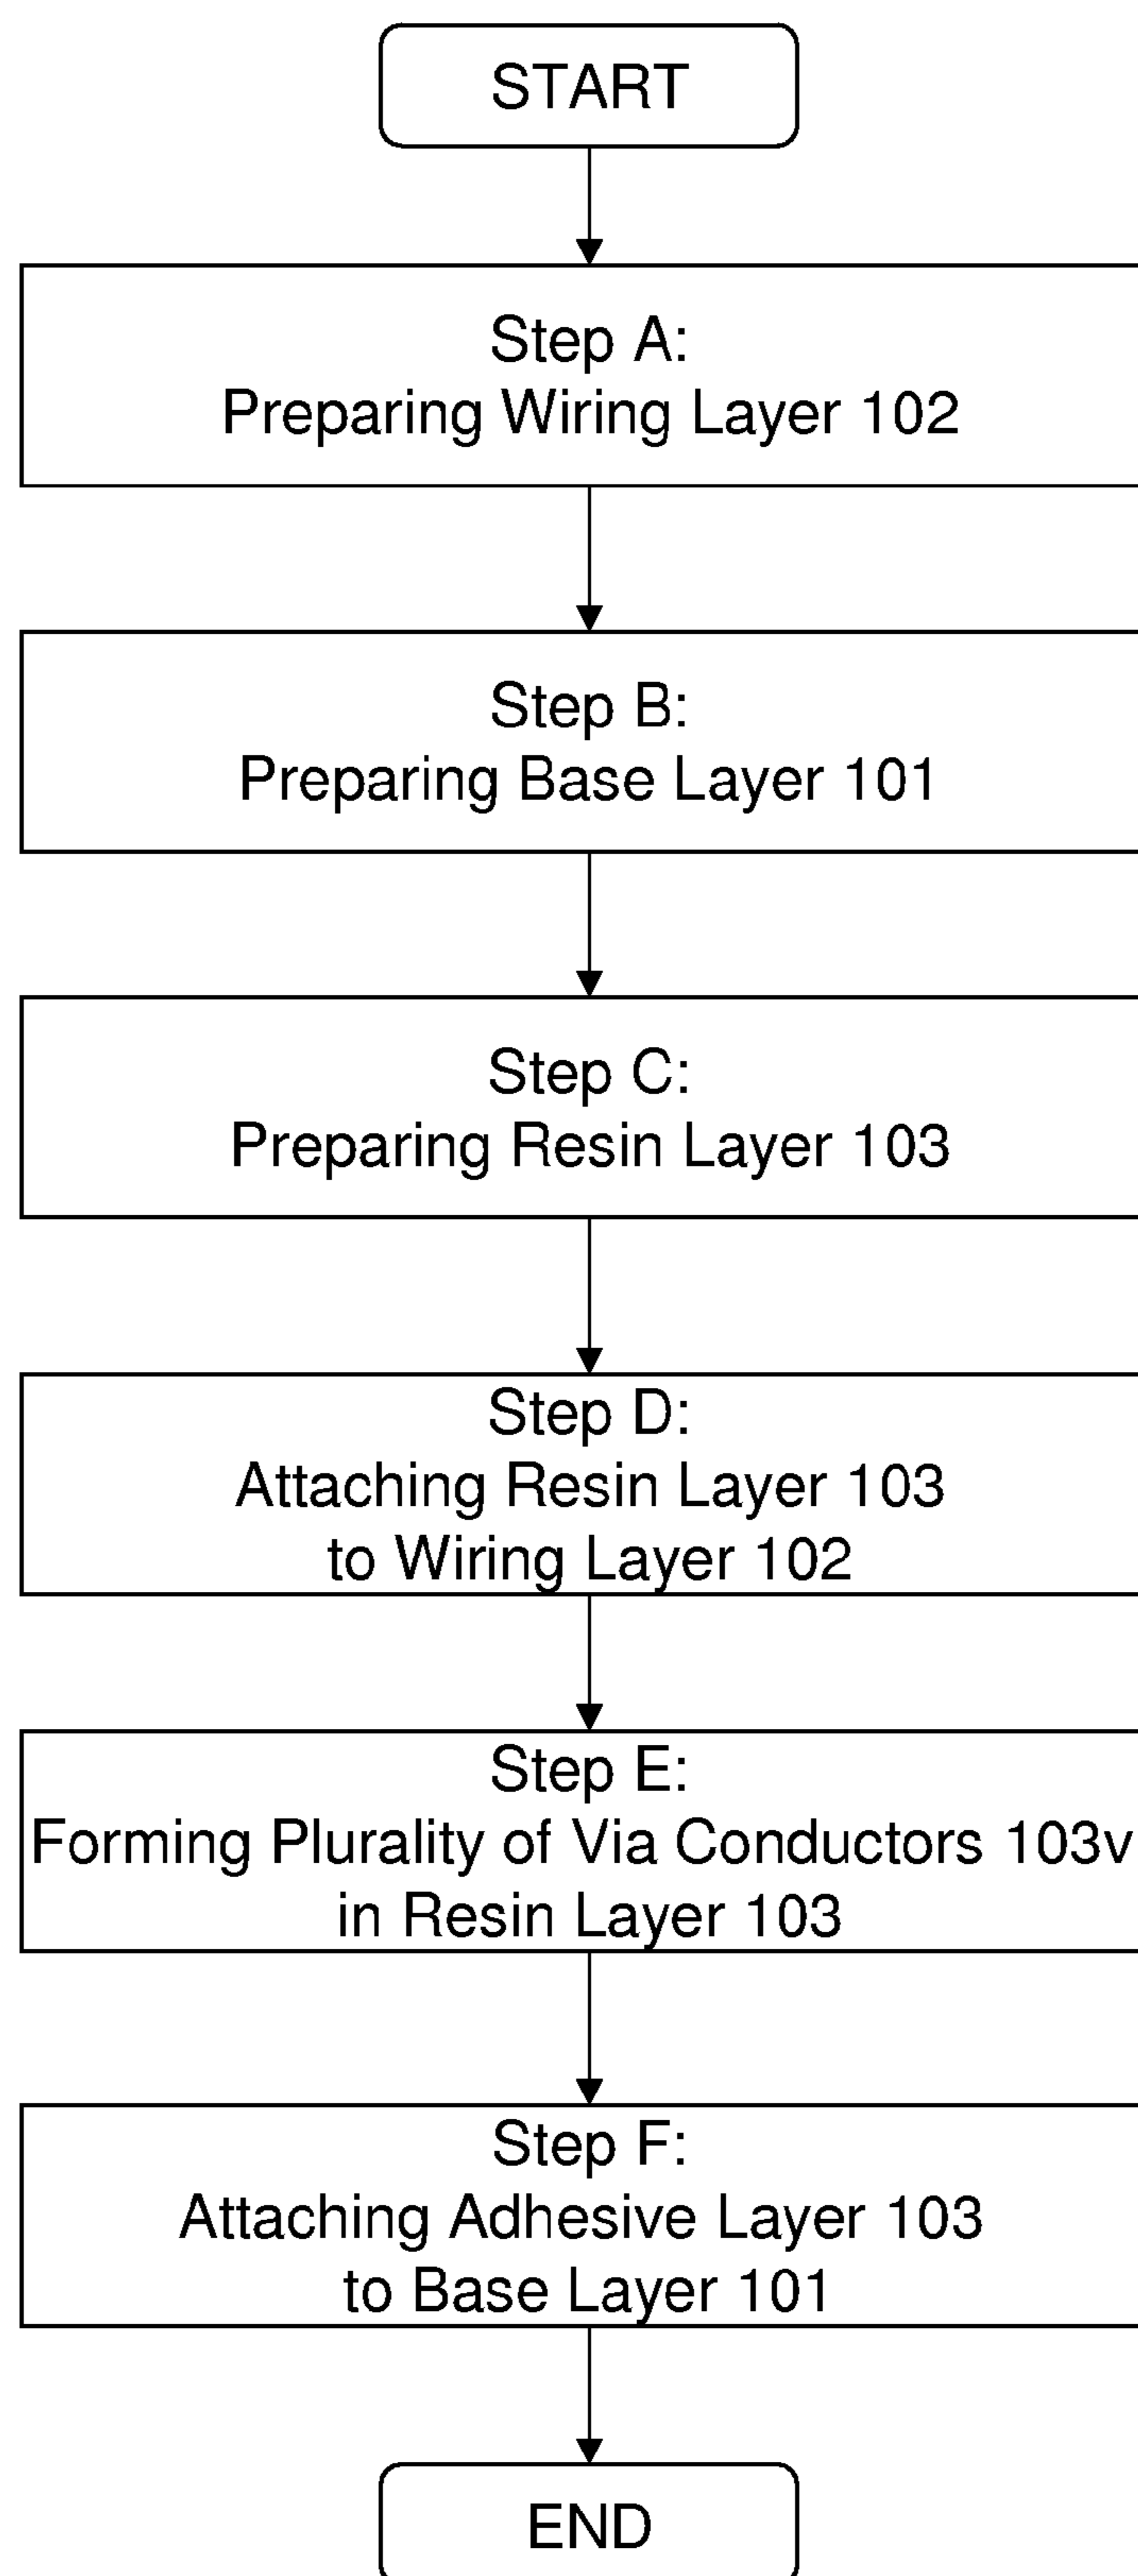 START
Step A:
Preparing Wiring Layer 102
Step B:
Preparing Base Layer 101
Step C:
Preparing Resin Layer 103
Step D:
Attaching Resin Layer 103
to Wiring Layer 102
Step E:
Forming Plurality of Via Conductors 103v
in Resin Layer 103
Step F:
Attaching Adhesive Layer 103
to Base Layer 101
END